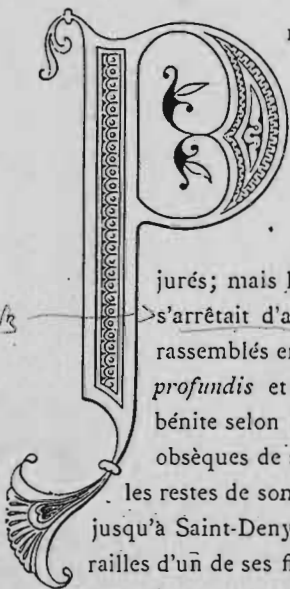 P
jurés; mais
s'arrêtait d'a
rassemblés e
profundis et
bénite selon
obsèques de
les restes de son
jusqu'à Saint-Deny
railles d'un de ses fi